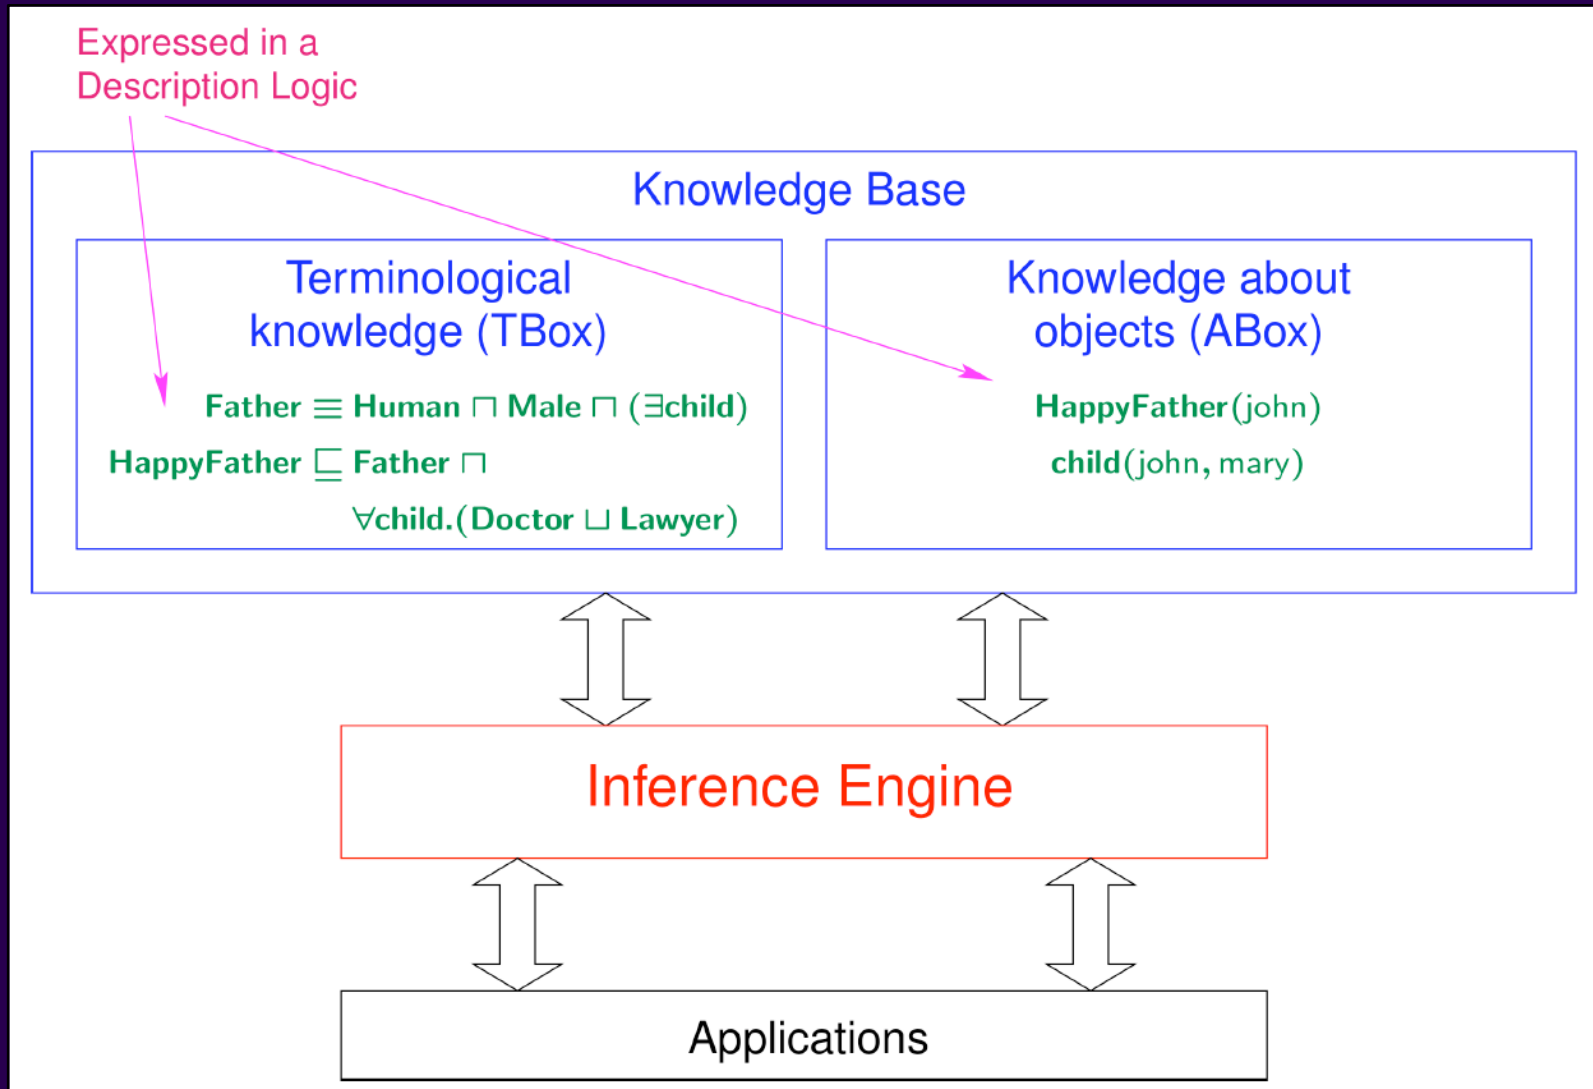 Expressed in a
Description Logic
Knowledge Base
Terminological
knowledge (TBox)
Father ≡ Human ⊓ Male ⊓ (∃child)
HappyFather ⊑ Father ⊓
∀child.(Doctor ⊔ Lawyer)
Knowledge about
objects (ABox)
HappyFather(john)
child(john, mary)
Inference Engine
Applications